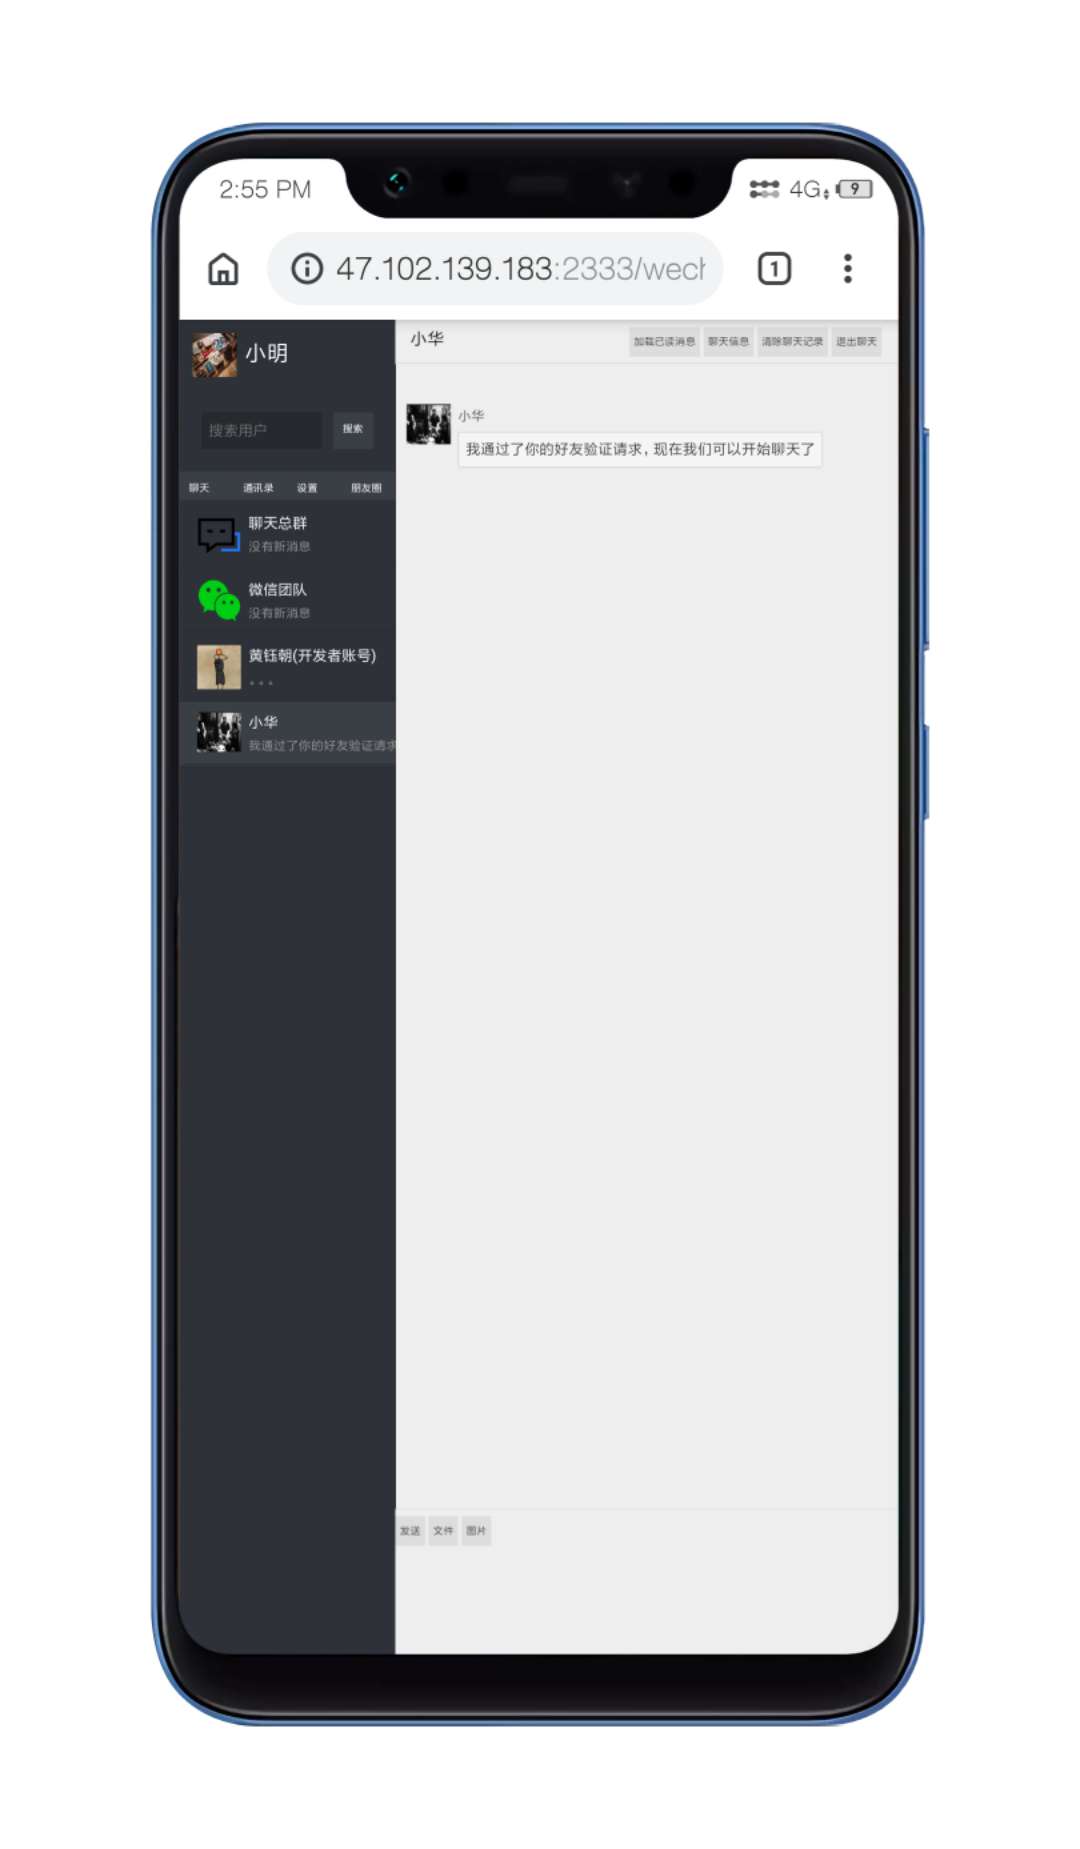 2:55 PM
4G
9
47.102.139.183:2333/wech
1
小明
搜索用户
搜索
聊天 通讯录 设置 朋友圈
聊天总群
没有新消息
微信团队
没有新消息
黄钰朝(开发者账号)
...
小华
我通过了你的好友验证请求
小华
加载已读消息 聊天信息 清除聊天记录 退出聊天
小华
我通过了你的好友验证请求,现在我们可以开始聊天了
发送 文件 图片